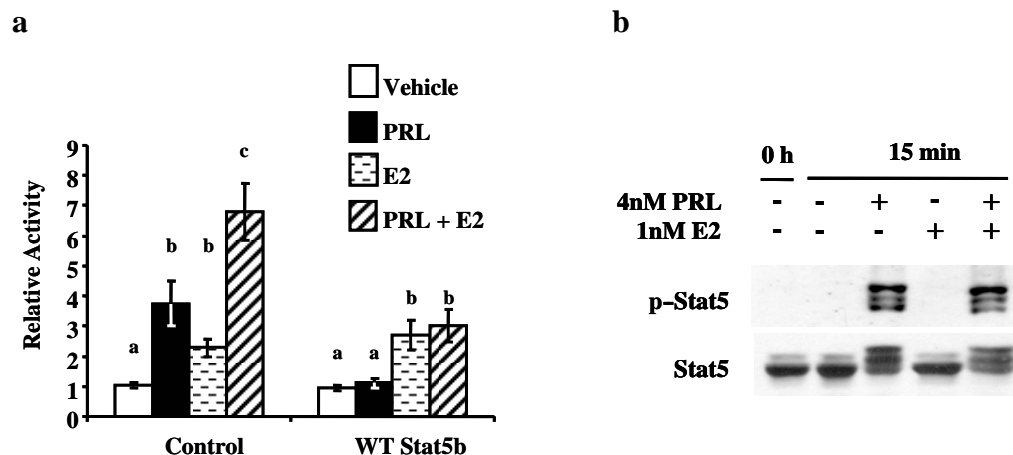 a
Vehicle
PRL
E2
PRL + E2
Relative Activity
9
8
7
6
5
4
3
2
1
0
a
b
b
c
a
a
b
b
Control
WT Stat5b
b
0 h
15 min
4nM PRL - - + - +
1nM E2 - - - + +
p-Stat5
Stat5